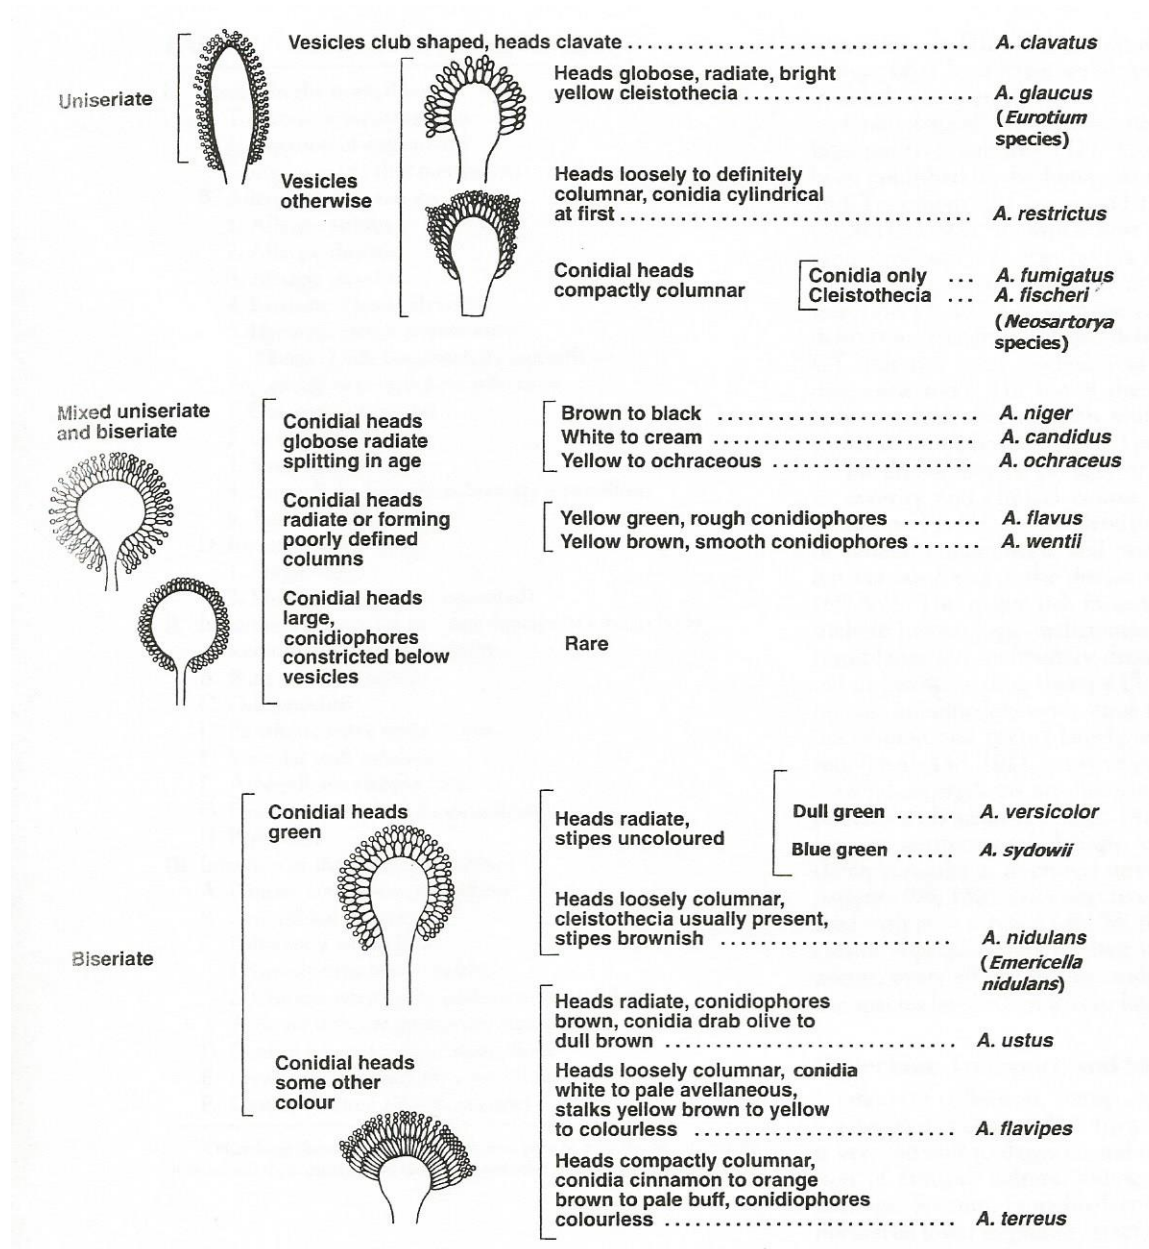 Uniseriate
Vesicles club shaped, heads clavate ................................. A. clavatus
Vesicles
otherwise
Heads globose, radiate, bright
yellow cleistothecia ........................ A. glaucus
(Eurotium
species)
Heads loosely to definitely
columnar, conidia cylindrical
at first .................................... A. restrictus
Conidial heads
compactly columnar
Conidia only ... A. fumigatus
Cleistothecia ... A. fischeri
(Neosartorya
species)
Mixed uniseriate
and biseriate
Conidial heads
globose radiate
splitting in age
Brown to black ......................... A. niger
White to cream ......................... A. candidus
Yellow to ochraceous ................... A. ochraceus
Conidial heads
radiate or forming
poorly defined
columns
Yellow green, rough conidiophores ....... A. flavus
Yellow brown, smooth conidiophores ....... A. wentii
Conidial heads
large,
conidiophores
constricted below
vesicles
Rare
Biseriate
Conidial heads
green
Heads radiate,
stipes uncoloured
Dull green ...... A. versicolor
Blue green ...... A. sydowii
Heads loosely columnar,
cleistothecia usually present,
stipes brownish ...................... A. nidulans
(Emericella
nidulans)
Conidial heads
some other
colour
Heads radiate, conidiophores
brown, conidia drab olive to
dull brown ............................ A. ustus
Heads loosely columnar, conidia
white to pale avellaneous,
stalks yellow brown to yellow
to colourless ......................... A. flavipes
Heads compactly columnar,
conidia cinnamon to orange
brown to pale buff, conidiophores
colourless ............................ A. terreus